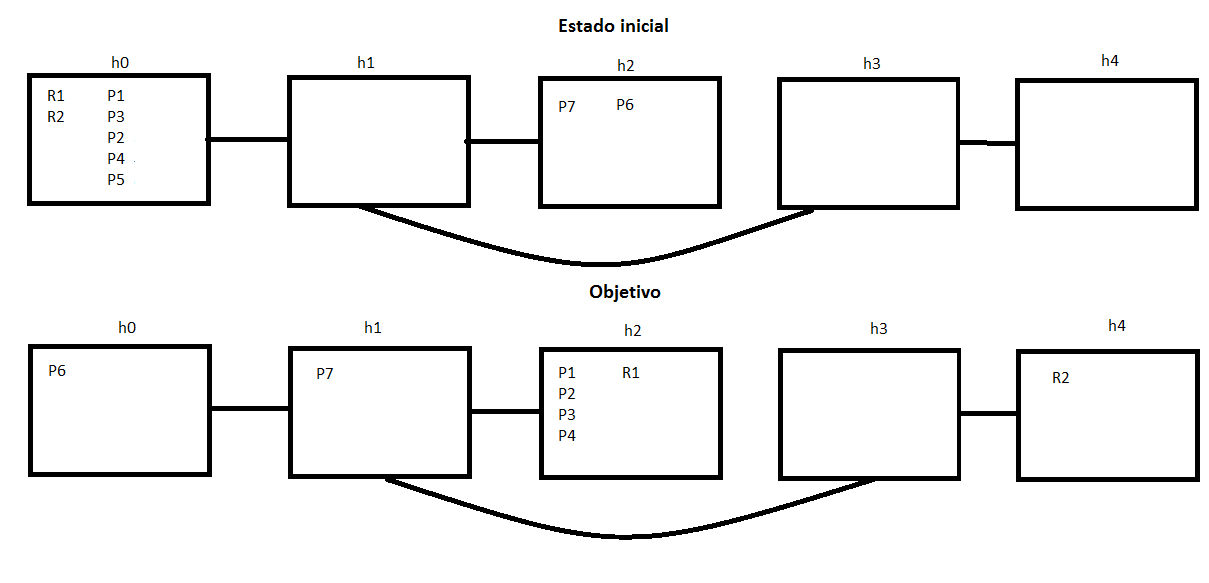 Estado inicial
h0 h1 h2 h3 h4
R1 P1
R2 P3
P2
P4
P5
P7 P6
Objetivo
h0 h1 h2 h3 h4
P6
P7
P1 R1
P2
P3
P4
R2